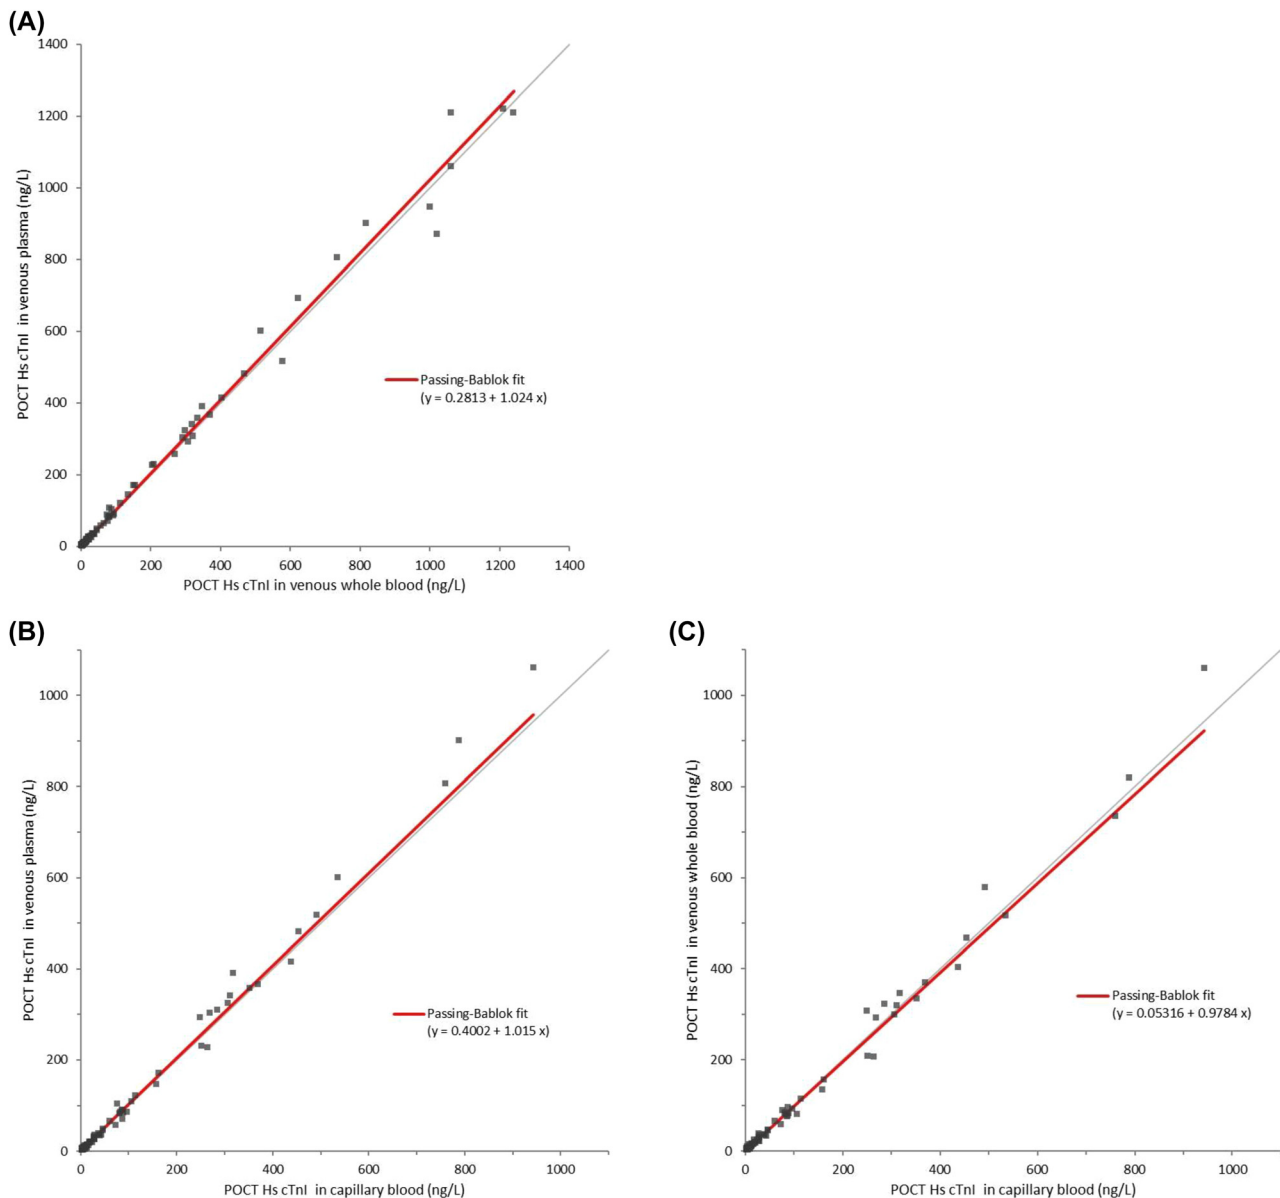 (A)
1400
1200
1000
800
600
400
200
0
POCT Hs cTnI in venous plasma (ng/L)
Passing-Bablok fit
(y = 0.2813 + 1.024 x)
0 200 400 600 800 1000 1200 1400
POCT Hs cTnI in venous whole blood (ng/L)
(B)
1000
800
600
400
200
0
POCT Hs cTnI in venous plasma (ng/L)
Passing-Bablok fit
(y = 0.4002 + 1.015 x)
0 200 400 600 800 1000
POCT Hs cTnI in capillary blood (ng/L)
(C)
1000
800
600
400
200
0
POCT Hs cTnI in venous whole blood (ng/L)
Passing-Bablok fit
(y = 0.05316 + 0.9784 x)
0 200 400 600 800 1000
POCT Hs cTnI in capillary blood (ng/L)